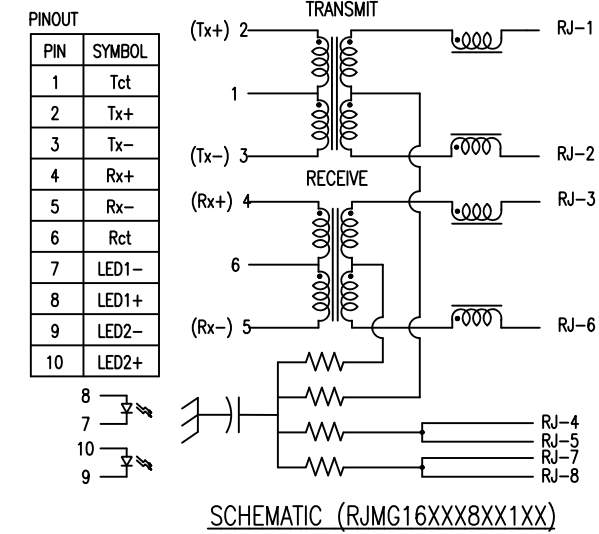 PINOUT
PIN SYMBOL
1 Tct
2 Tx+
3 Tx-
4 Rx+
5 Rx-
6 Rct
7 LED1-
8 LED1+
9 LED2-
10 LED2+
8
7
10
9
TRANSMIT
(Tx+) 2
RJ-1
1
(Tx-) 3
RJ-2
RECEIVE
(Rx+) 4
RJ-3
6
(Rx-) 5
RJ-6
RJ-4
RJ-5
RJ-7
RJ-8
SCHEMATIC (RJMG16XXX8XX1XX)